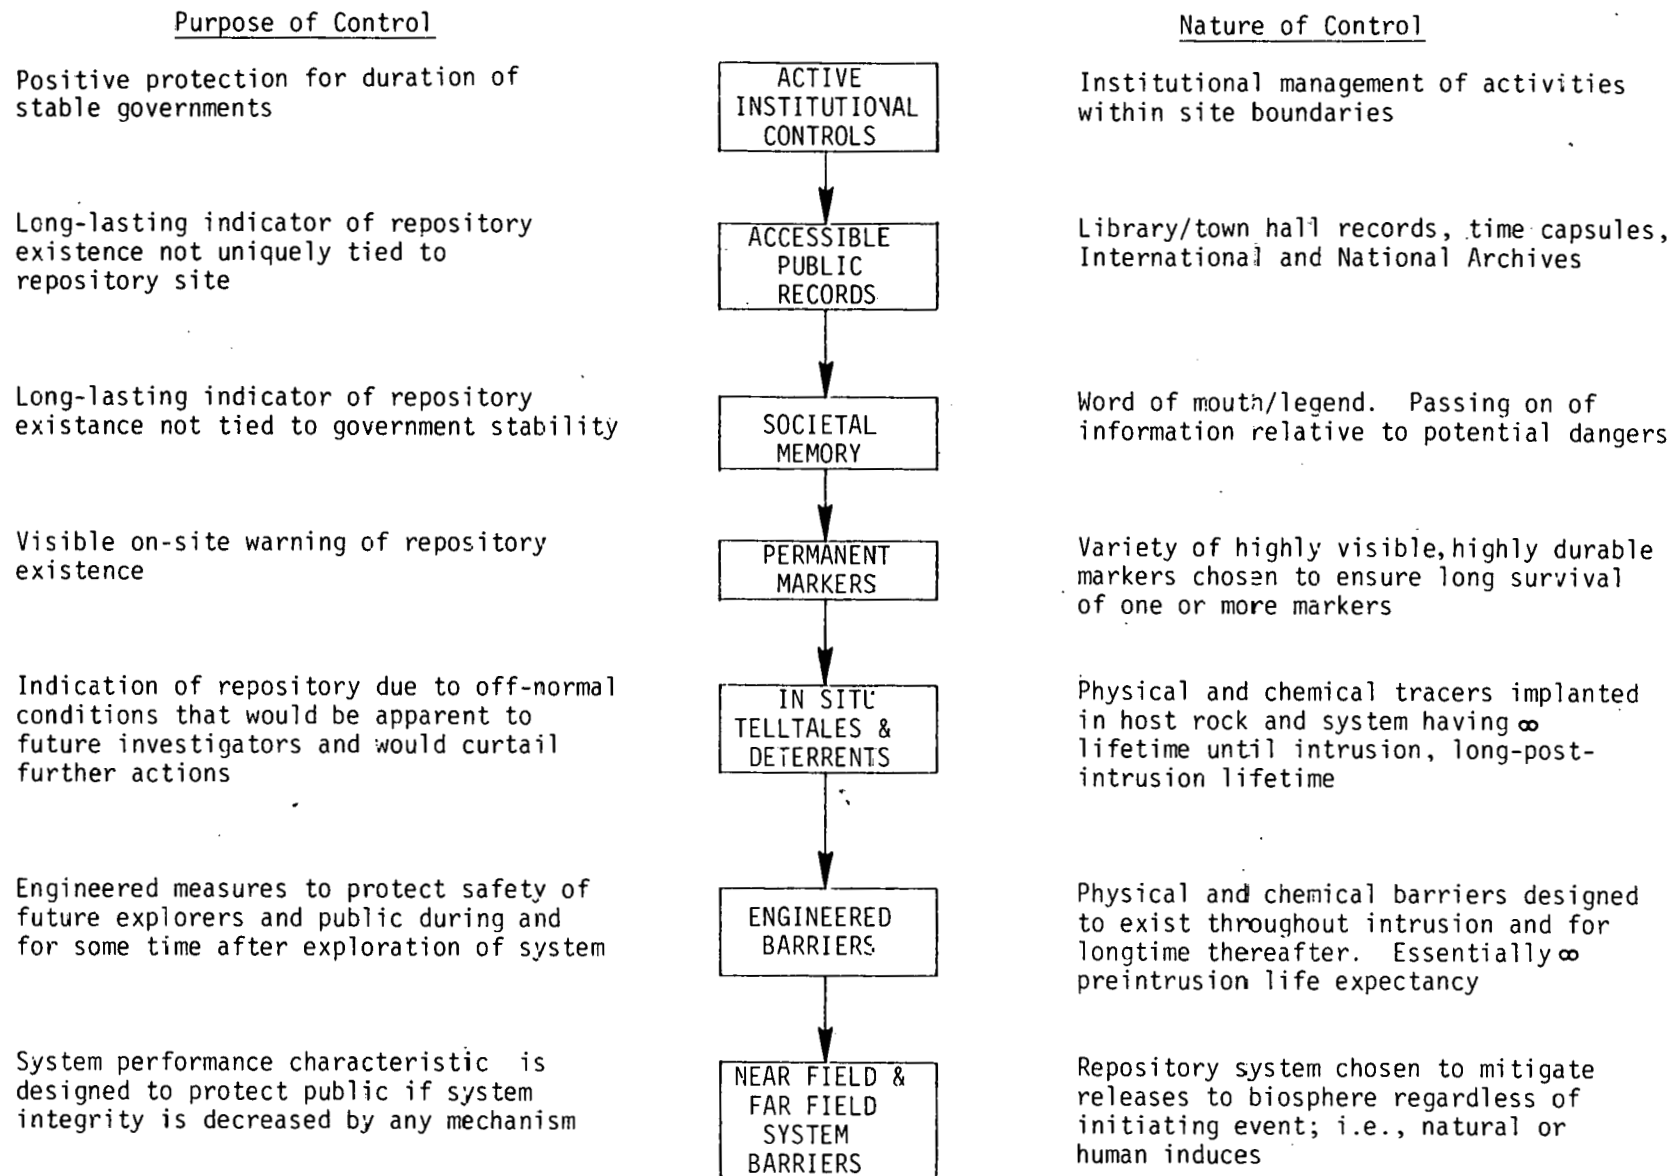 Purpose of Control
Nature of Control
Positive protection for duration of
stable governments
ACTIVE
INSTITUTIONAL
CONTROLS
Institutional management of activities
within site boundaries
Long-lasting indicator of repository
existence not uniquely tied to
repository site
ACCESSIBLE
PUBLIC
RECORDS
Library/town hall records, time capsules,
International and National Archives
Long-lasting indicator of repository
existance not tied to government stability
SOCIETAL
MEMORY
Word of mouth/legend. Passing on of
information relative to potential dangers
Visible on-site warning of repository
existence
PERMANENT
MARKERS
Variety of highly visible, highly durable
markers chosen to ensure long survival
of one or more markers
Indication of repository due to off-normal
conditions that would be apparent to
future investigators and would curtail
further actions
IN SITU
TELLTALES &
DETERRENTS
Physical and chemical tracers implanted
in host rock and system having ∞
lifetime until intrusion, long-post-
intrusion lifetime
Engineered measures to protect safety of
future explorers and public during and
for some time after exploration of system
ENGINEERED
BARRIERS
Physical and chemical barriers designed
to exist throughout intrusion and for
longtime thereafter. Essentially ∞
preintrusion life expectancy
System performance characteristic is
designed to protect public if system
integrity is decreased by any mechanism
NEAR FIELD &
FAR FIELD
SYSTEM
BARRIERS
Repository system chosen to mitigate
releases to biosphere regardless of
initiating event; i.e., natural or
human induces